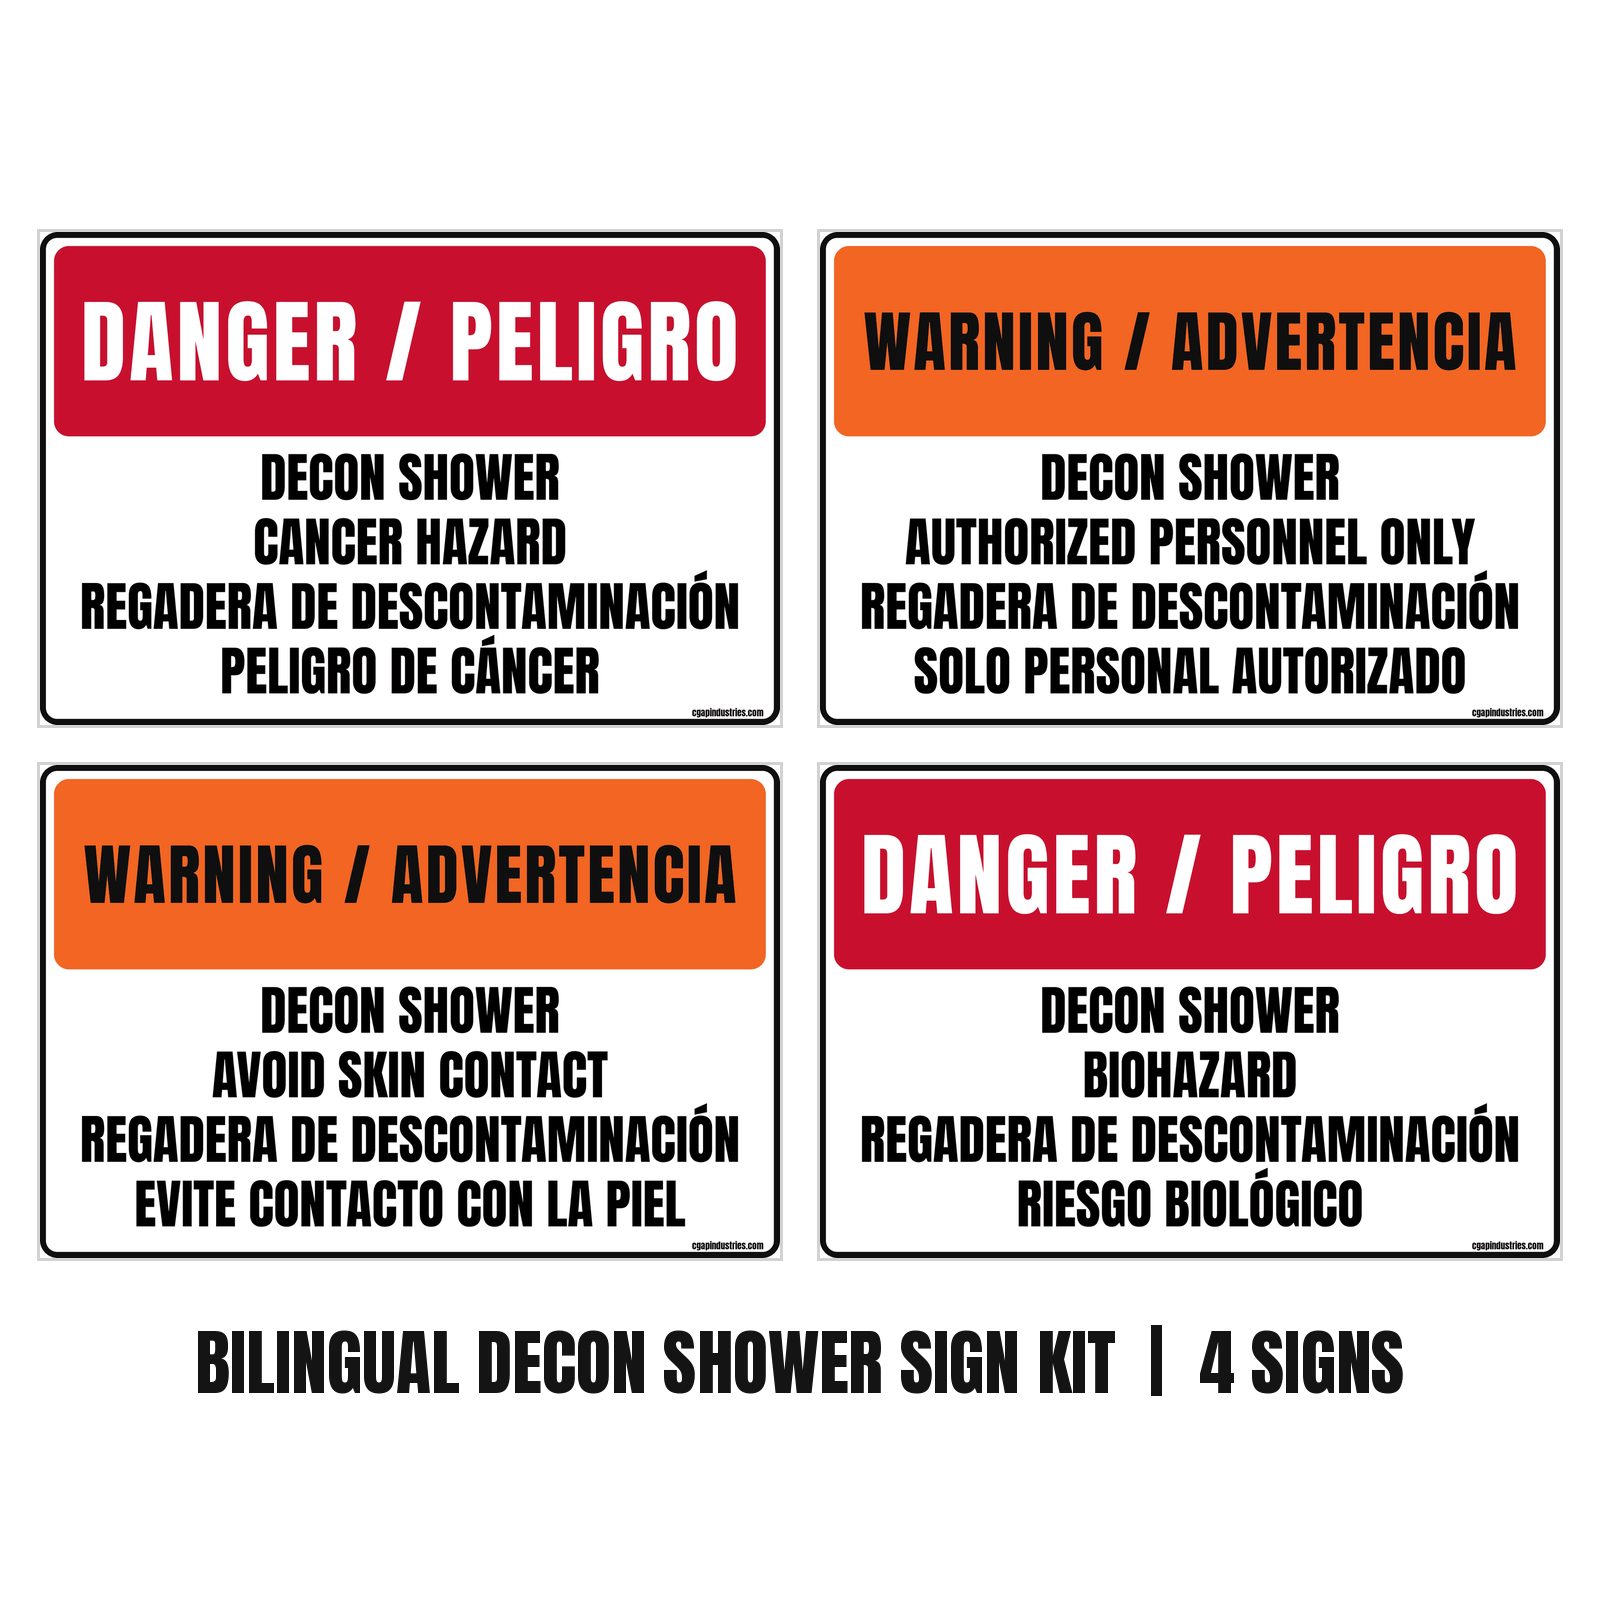 DANGER / PELIGRO
DECON SHOWER
CANCER HAZARD
REGADERA DE DESCONTAMINACIÓN
PELIGRO DE CÁNCER
cgapindustries.com
WARNING / ADVERTENCIA
DECON SHOWER
AUTHORIZED PERSONNEL ONLY
REGADERA DE DESCONTAMINACIÓN
SOLO PERSONAL AUTORIZADO
cgapindustries.com
WARNING / ADVERTENCIA
DECON SHOWER
AVOID SKIN CONTACT
REGADERA DE DESCONTAMINACIÓN
EVITE CONTACTO CON LA PIEL
cgapindustries.com
DANGER / PELIGRO
DECON SHOWER
BIOHAZARD
REGADERA DE DESCONTAMINACIÓN
RIESGO BIOLÓGICO
cgapindustries.com
BILINGUAL DECON SHOWER SIGN KIT | 4 SIGNS